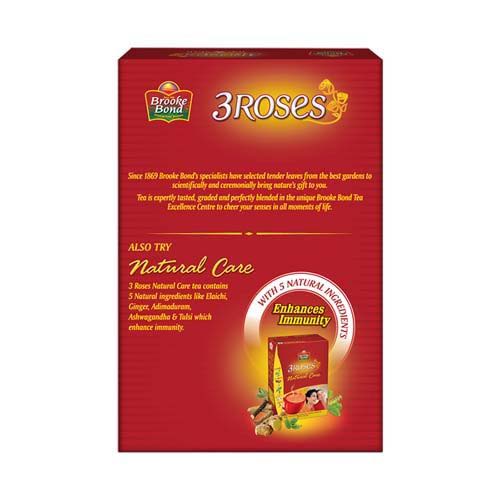 Brooke
Bond
3ROSES
Since 1869 Brooke Bond's specialists have selected tender leaves from the best gardens to
scientifically and ceremonially bring nature's gift to you.
Tea is expertly tasted, graded and perfectly blended in the unique Brooke Bond Tea
Excellence Centre to cheer your senses in all moments of life.
ALSO TRY
Natural Care
3 Roses Natural Care tea contains
5 Natural ingredients like Elaichi,
Ginger, Adimaduram,
Ashwagandha & Tulsi which
enhance immunity.
WITH 5 NATURAL INGREDIENTS
Enhances
Immunity
3ROSES
Natural Care